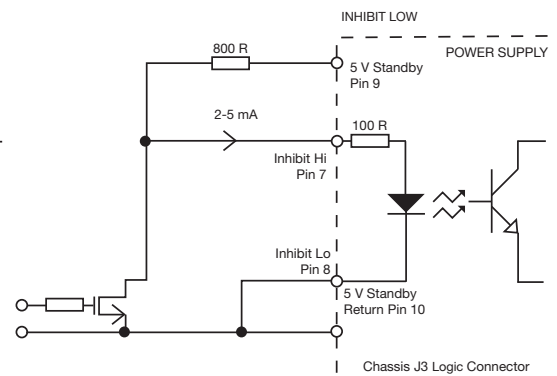 INHIBIT LOW
POWER SUPPLY
800 R
5 V Standby
Pin 9
2-5 mA
100 R
Inhibit Hi
Pin 7
Inhibit Lo
Pin 8
5 V Standby
Return Pin 10
Chassis J3 Logic Connector